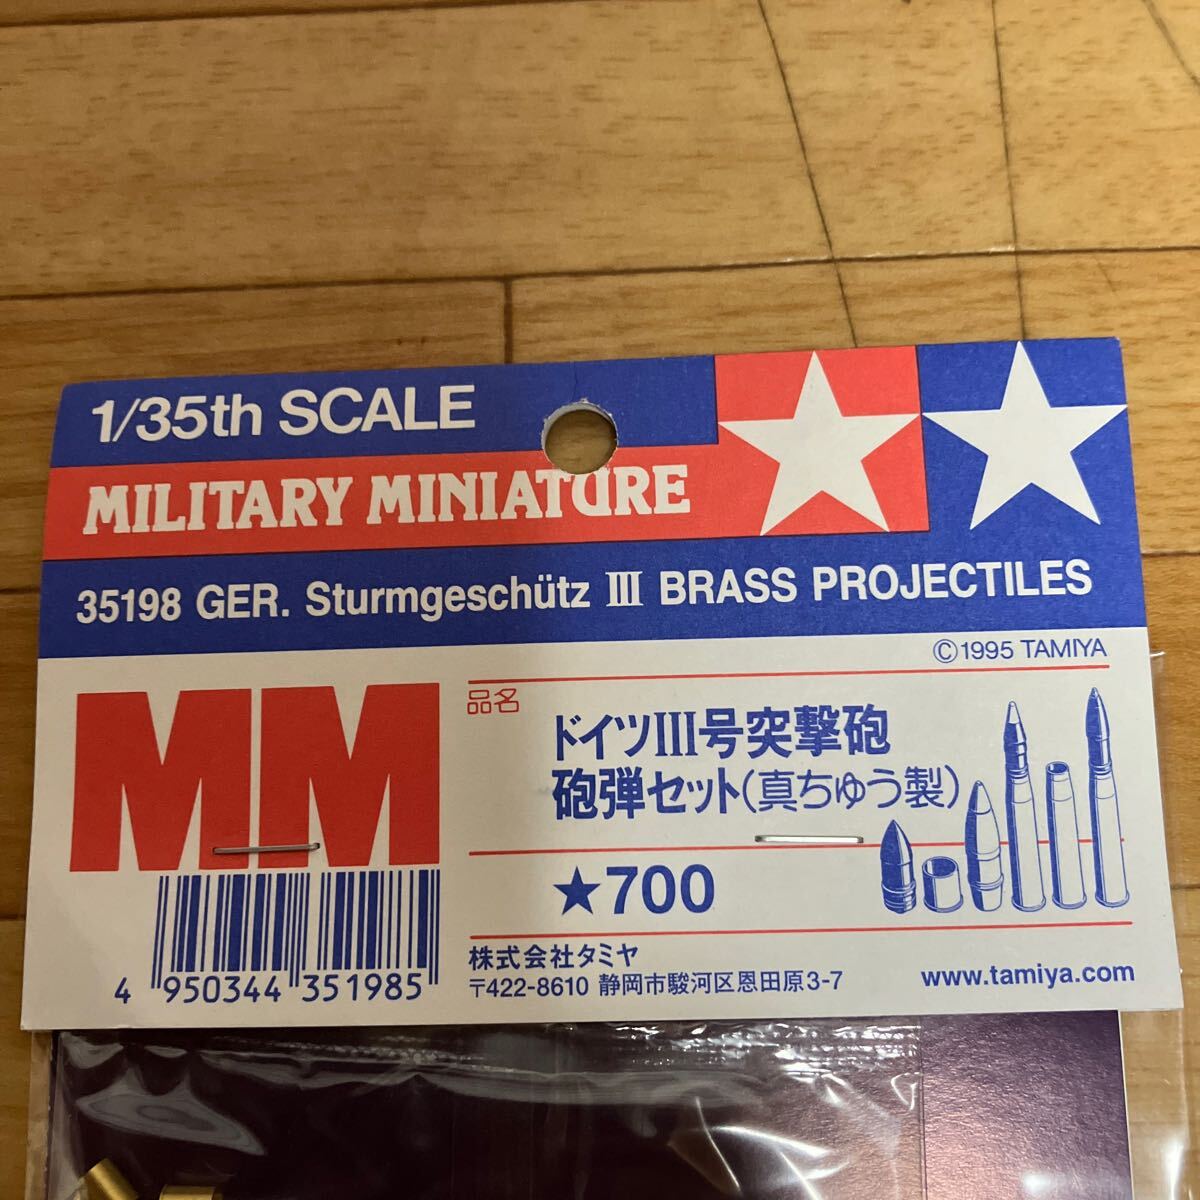 1/35th SCALE
MILITARY MINIATURE
35198 GER. Sturmgeschütz III BRASS PROJECTILES
©1995 TAMIYA
MM
品名
ドイツIII号突撃砲
砲弾セット(真ちゅう製)
★700
4 950344 351985
株式会社タミヤ
〒422-8610 静岡市駿河区恩田原3-7
www.tamiya.com